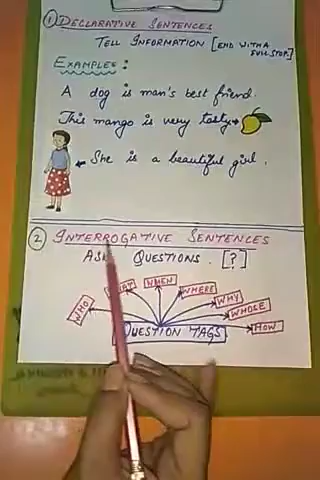 ① DECLARATIVE SENTENCES
TELL INFORMATION [END WITH A FULL STOP]
EXAMPLES:
A dog is man's best friend.
This mango is very tasty
She is a beautiful girl.
② INTERROGATIVE SENTENCES
ASK QUESTIONS. [?]
WHO
WHAT
WHEN
WHERE
WHY
WHOSE
HOW
QUESTION TAGS